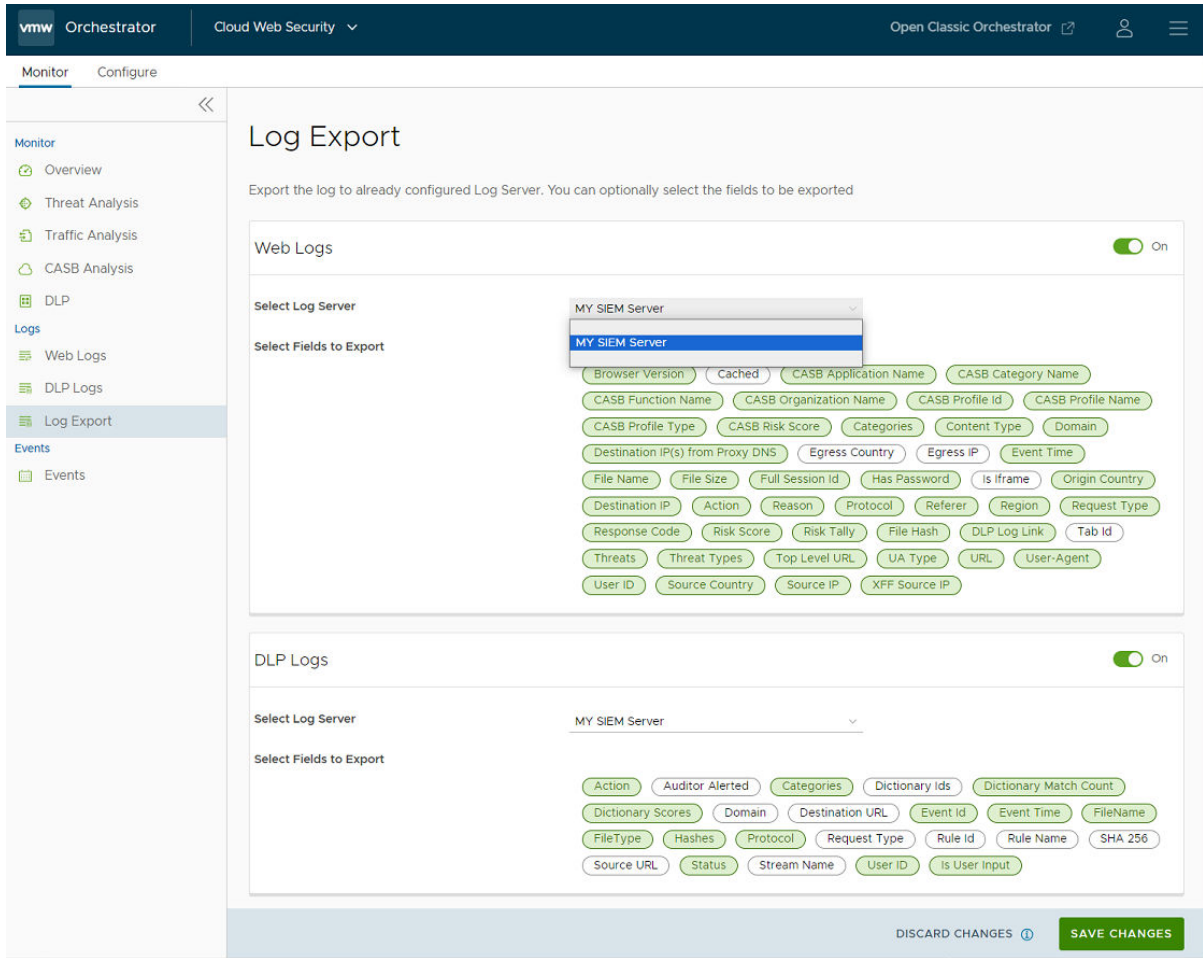 vmw Orchestrator Cloud Web Security Open Classic Orchestrator
Monitor Configure
Monitor
Overview
Threat Analysis
Traffic Analysis
CASB Analysis
DLP
Logs
Web Logs
DLP Logs
Log Export
Events
Events
Log Export
Export the log to already configured Log Server. You can optionally select the fields to be exported
Web Logs On
Select Log Server MY SIEM Server
MY SIEM Server
Select Fields to Export
Browser Version Cached CASB Application Name CASB Category Name
CASB Function Name CASB Organization Name CASB Profile Id CASB Profile Name
CASB Profile Type CASB Risk Score Categories Content Type Domain
Destination IP(s) from Proxy DNS Egress Country Egress IP Event Time
File Name File Size Full Session Id Has Password Is Iframe Origin Country
Destination IP Action Reason Protocol Referer Region Request Type
Response Code Risk Score Risk Tally File Hash DLP Log Link Tab Id
Threats Threat Types Top Level URL UA Type URL User-Agent
User ID Source Country Source IP XFF Source IP
DLP Logs On
Select Log Server MY SIEM Server
Select Fields to Export
Action Auditor Alerted Categories Dictionary Ids Dictionary Match Count
Dictionary Scores Domain Destination URL Event Id Event Time FileName
FileType Hashes Protocol Request Type Rule Id Rule Name SHA 256
Source URL Status Stream Name User ID Is User Input
DISCARD CHANGES SAVE CHANGES